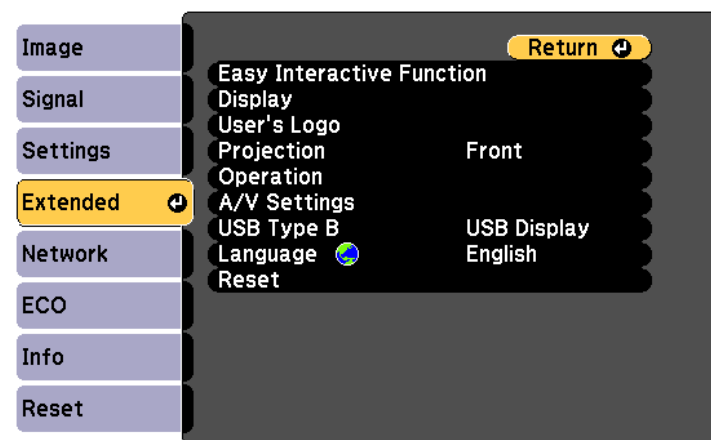 Image
Signal
Settings
Extended
Network
ECO
Info
Reset
Return
Easy Interactive Function
Display
User's Logo
Projection Front
Operation
A/V Settings
USB Type B USB Display
Language English
Reset